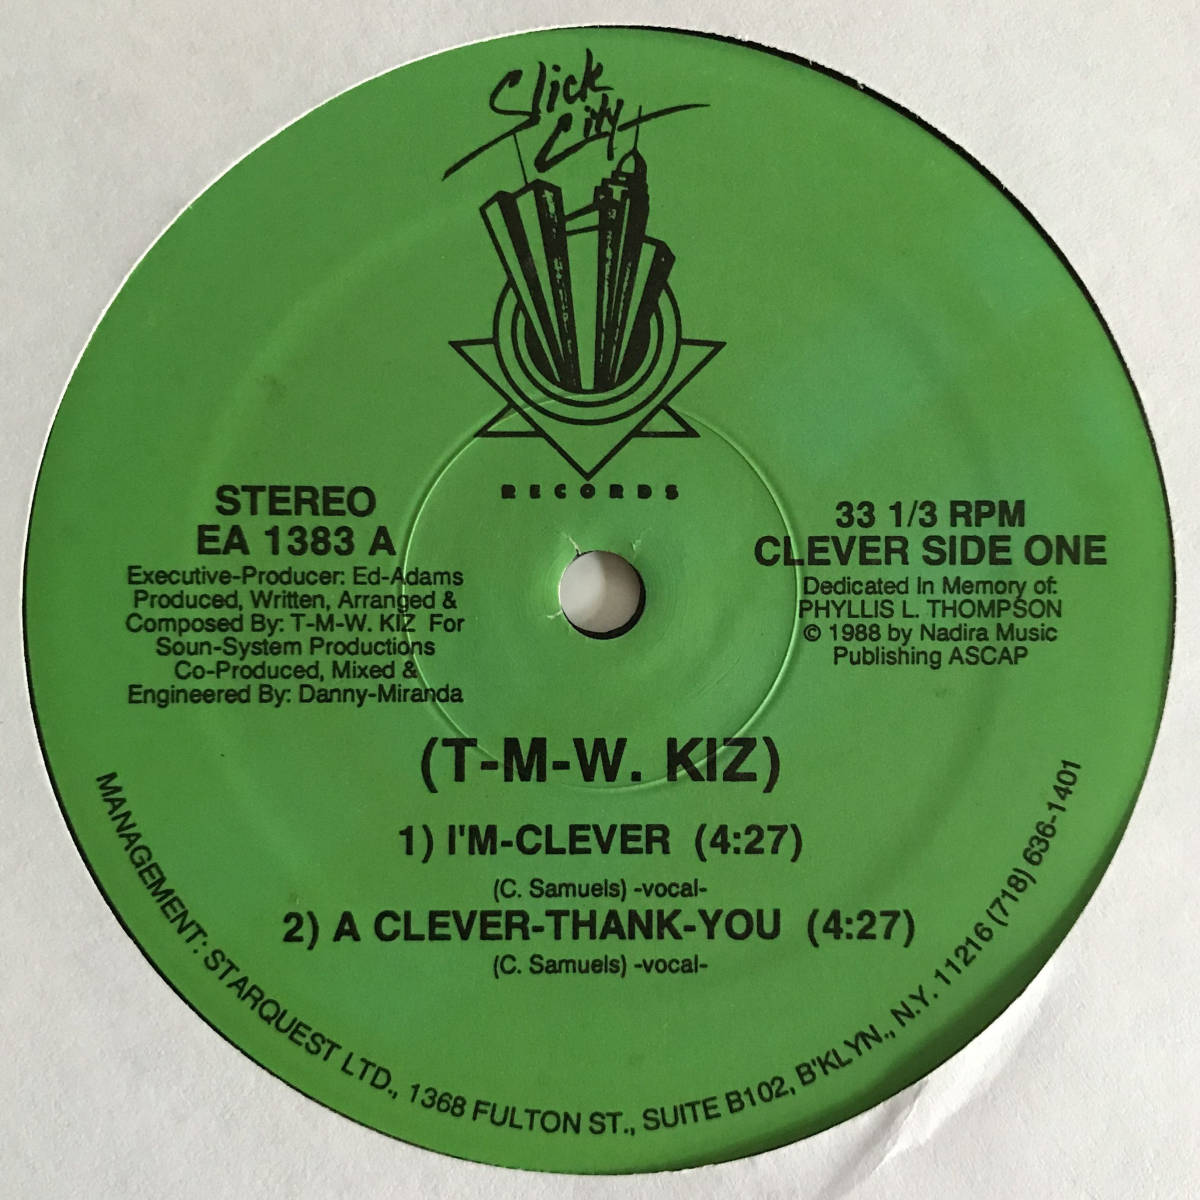 Slick
City
RECORDS
STEREO
EA 1383 A
Executive-Producer: Ed-Adams
Produced, Written, Arranged &
Composed By: T-M-W. KIZ For
Soun-System Productions
Co-Produced, Mixed &
Engineered By: Danny-Miranda
33 1/3 RPM
CLEVER SIDE ONE
Dedicated In Memory of:
PHYLLIS L. THOMPSON
© 1988 by Nadira Music
Publishing ASCAP
(T-M-W. KIZ)
1) I'M-CLEVER (4:27)
(C. Samuels) -vocal-
2) A CLEVER-THANK-YOU (4:27)
(C. Samuels) -vocal-
MANAGEMENT: STARQUEST LTD., 1368 FULTON ST., SUITE B102, B'KLYN., N.Y. 11216 (718) 636-1401